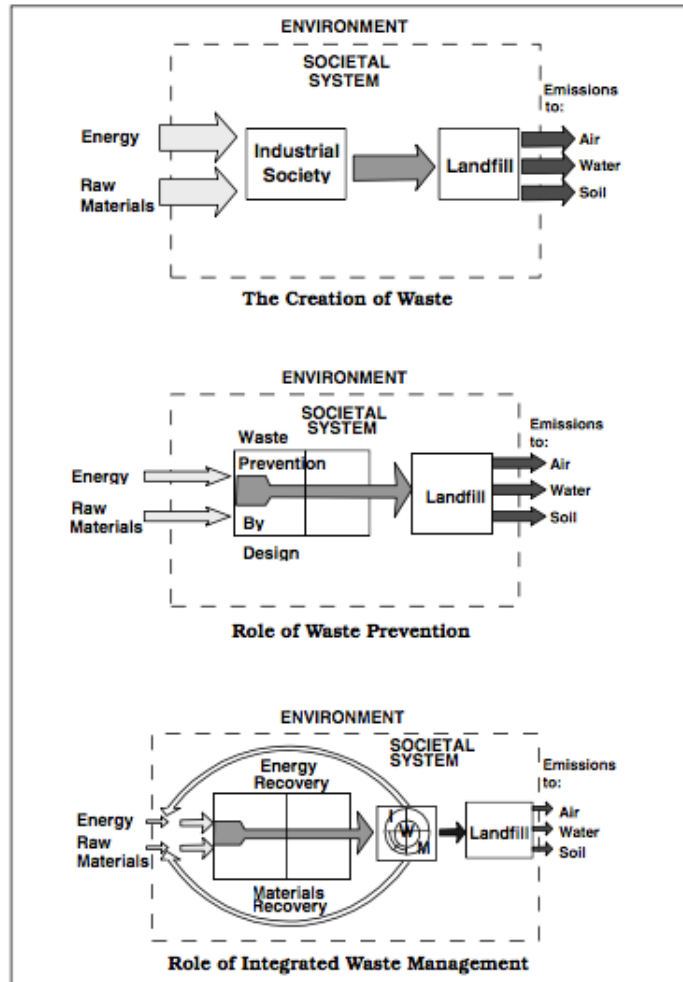 ENVIRONMENT
SOCIETAL
SYSTEM
Emissions
to:
Energy
Raw
Materials
Industrial
Society
Landfill
Air
Water
Soil
The Creation of Waste
ENVIRONMENT
SOCIETAL
SYSTEM
Emissions
to:
Waste
Prevention
By
Design
Energy
Raw
Materials
Landfill
Air
Water
Soil
Role of Waste Prevention
ENVIRONMENT
SOCIETAL
SYSTEM
Emissions
to:
Energy
Recovery
Energy
Raw
Materials
I
W
M
Landfill
Air
Water
Soil
Materials
Recovery
Role of Integrated Waste Management